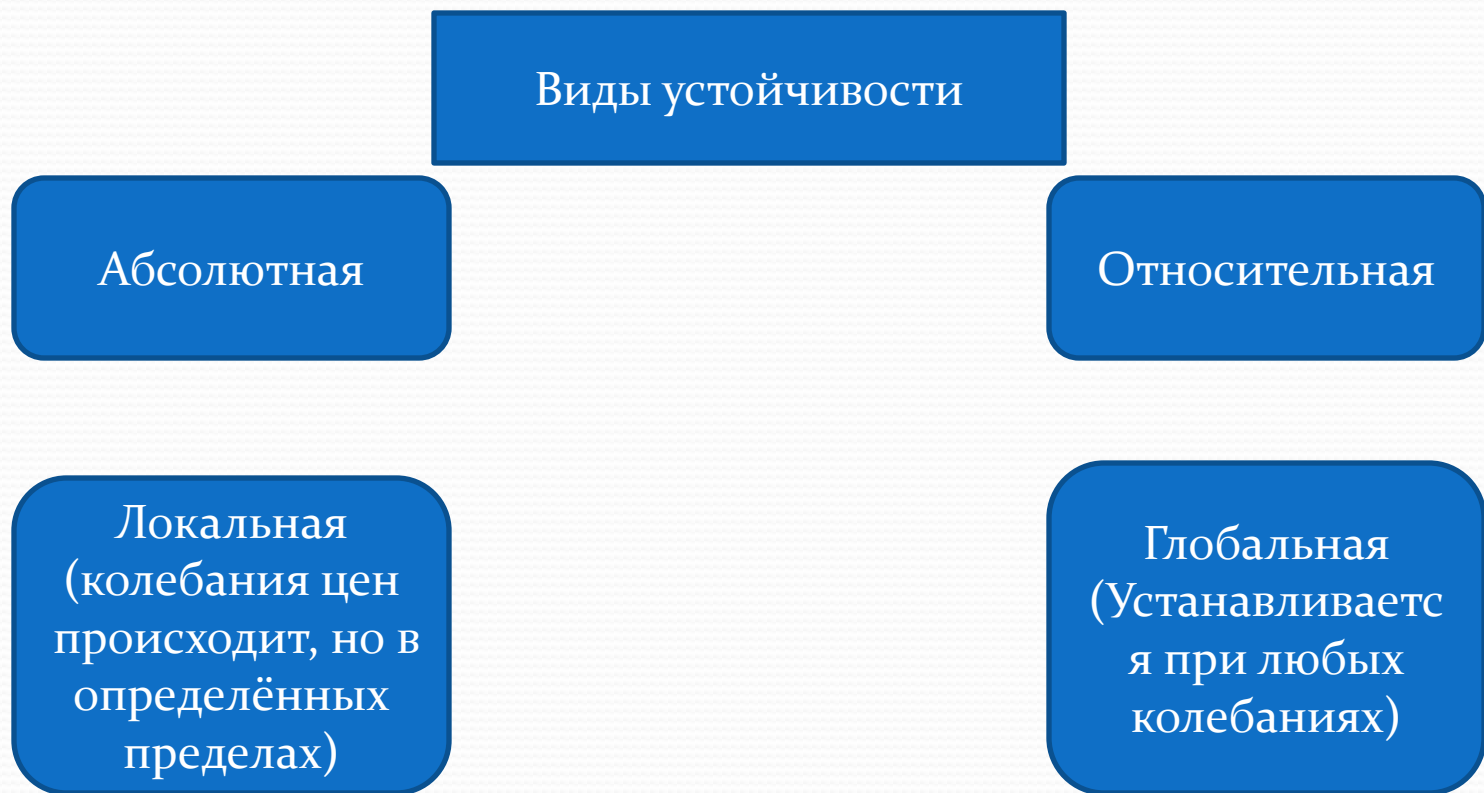 Виды устойчивости
Абсолютная
Относительная
Локальная
(колебания цен
происходит, но в
определённых
пределах)
Глобальная
(Устанавливаетс
я при любых
колебаниях)